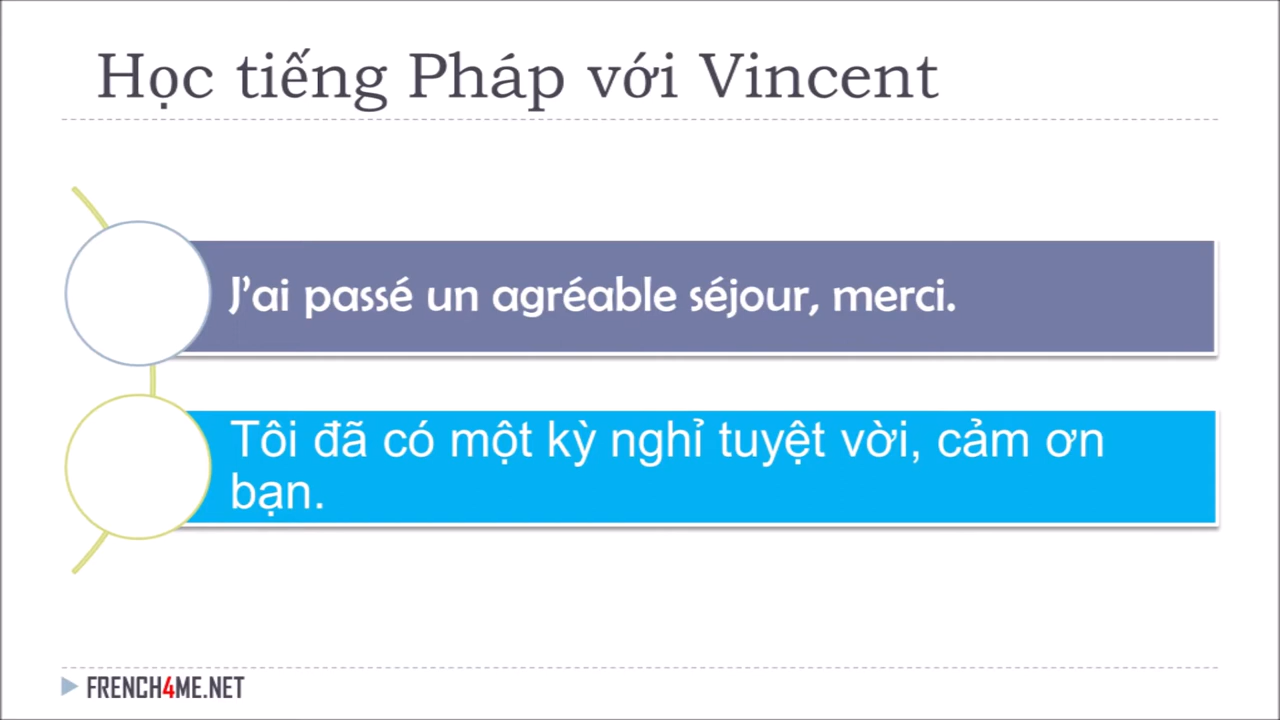 Học tiếng Pháp với Vincent
J'ai passé un agréable séjour, merci.
Tôi đã có một kỳ nghỉ tuyệt vời, cảm ơn
bạn.
FRENCH4ME.NET